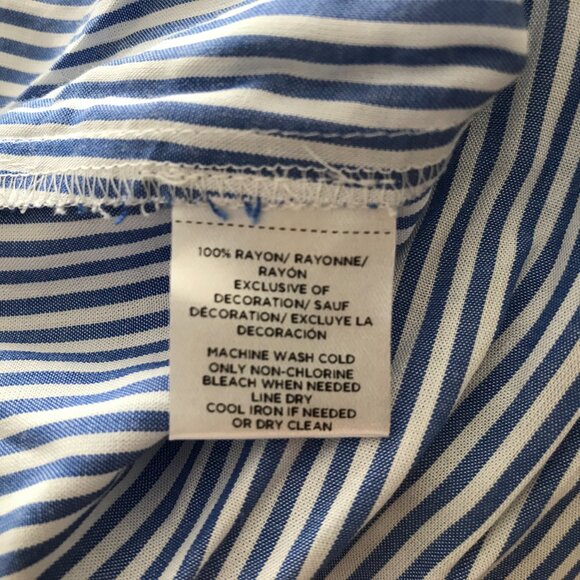 100% RAYON/ RAYONNE/
RAYÓN
EXCLUSIVE OF
DECORATION/ SAUF
DÉCORATION/ EXCLUYE LA
DECORACIÓN
MACHINE WASH COLD
ONLY NON-CHLORINE
BLEACH WHEN NEEDED
LINE DRY
COOL IRON IF NEEDED
OR DRY CLEAN